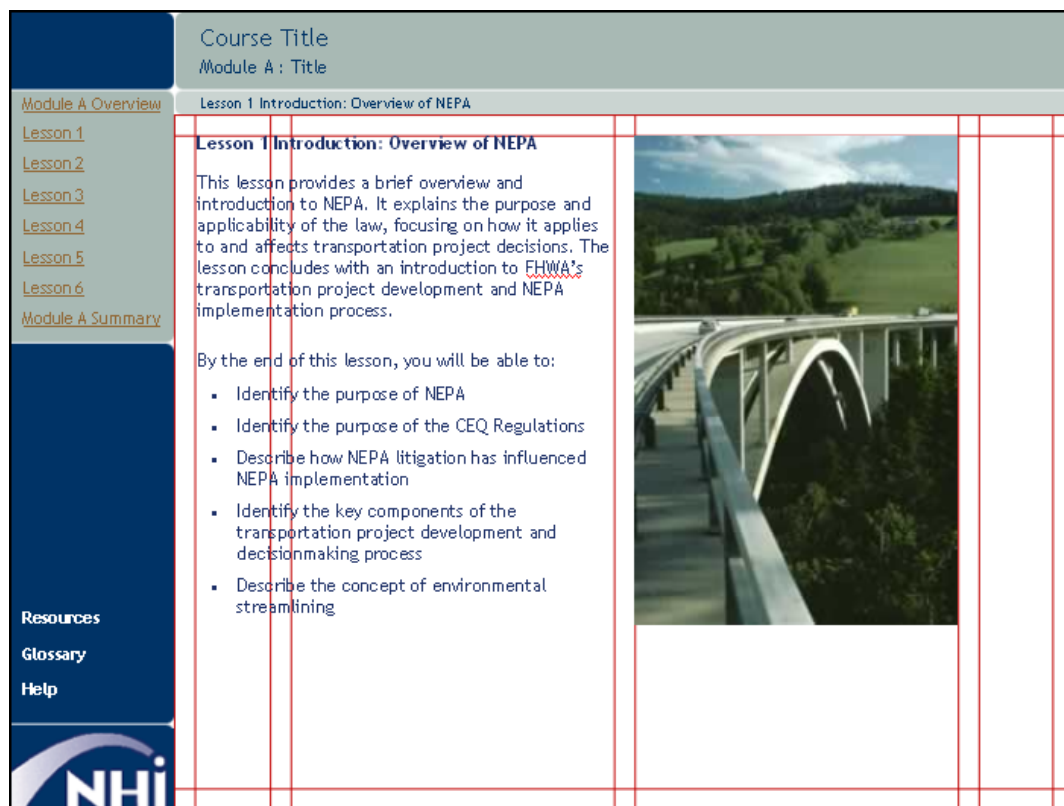 Course Title
Module A : Title
Module A Overview
Lesson 1
Lesson 2
Lesson 3
Lesson 4
Lesson 5
Lesson 6
Module A Summary
Resources
Glossary
Help
NHi
Lesson 1 Introduction: Overview of NEPA
Lesson 1 Introduction: Overview of NEPA
This lesson provides a brief overview and
introduction to NEPA. It explains the purpose and
applicability of the law, focusing on how it applies
to and affects transportation project decisions. The
lesson concludes with an introduction to FHWA's
transportation project development and NEPA
implementation process.
By the end of this lesson, you will be able to:
▪ Identify the purpose of NEPA
▪ Identify the purpose of the CEQ Regulations
▪ Describe how NEPA litigation has influenced
NEPA implementation
▪ Identify the key components of the
transportation project development and
decisionmaking process
▪ Describe the concept of environmental
streamlining